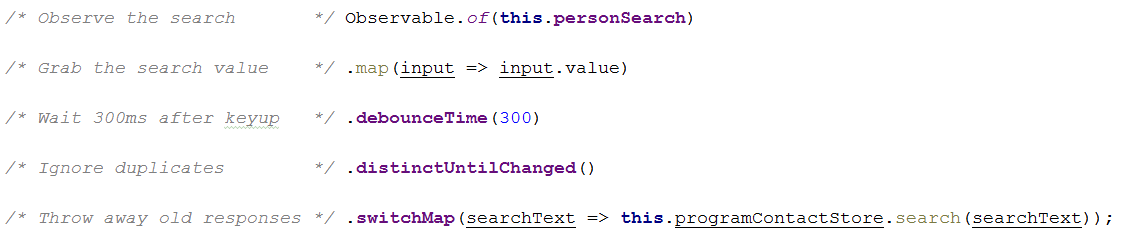 /* Observe the search        */ Observable.of(this.personSearch)
/* Grab the search value     */ .map(input => input.value)
/* Wait 300ms after keyup    */ .debounceTime(300)
/* Ignore duplicates         */ .distinctUntilChanged()
/* Throw away old responses */ .switchMap(searchText => this.programContactStore.search(searchText));